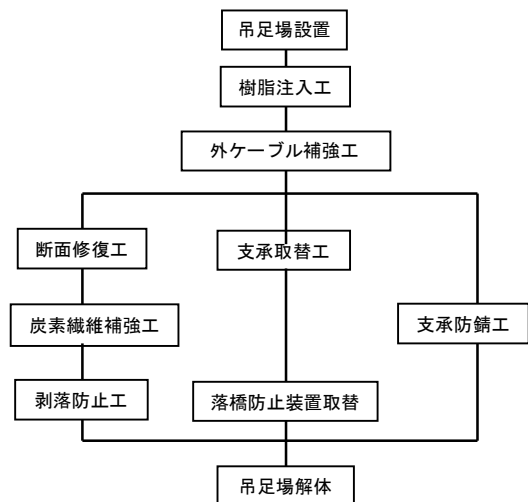 吊足場設置
樹脂注入工
外ケーブル補強工
断面修復工
支承取替工
炭素繊維補強工
支承防錆工
剥落防止工
落橋防止装置取替
吊足場解体